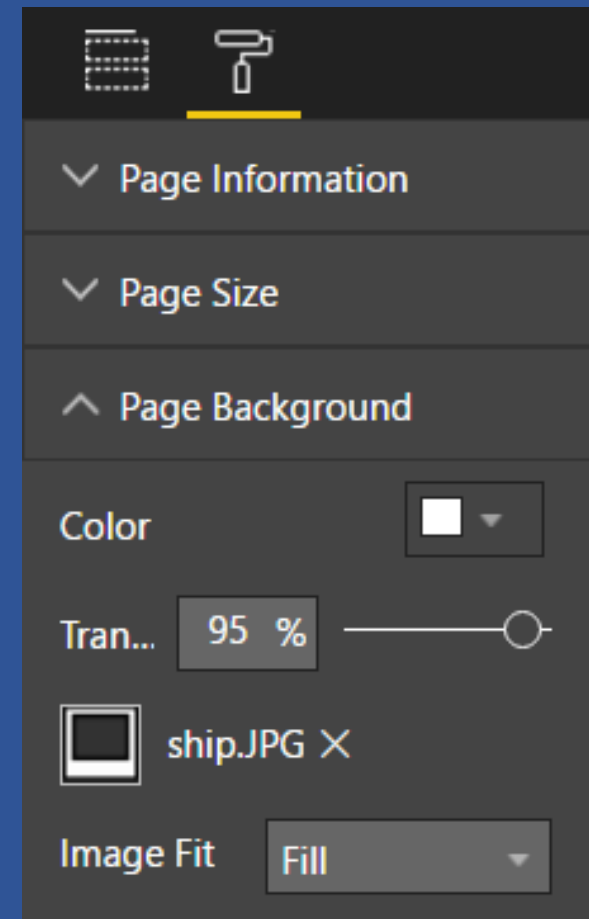 Page Information
Page Size
Page Background
Color
Tran... 95 %
ship.JPG
Image Fit Fill